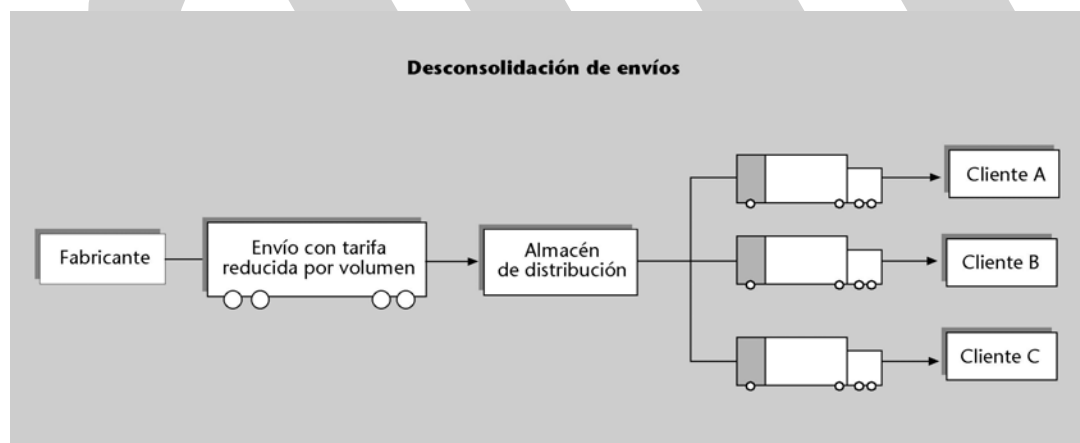 Desconsolidación de envíos
Fabricante
Envío con tarifa
reducida por volumen
Almacén
de distribución
Cliente A
Cliente B
Cliente C